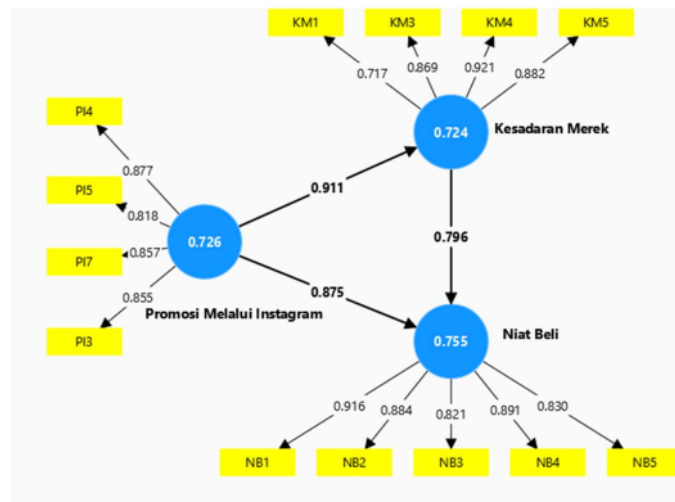 KM1 KM3 KM4 KM5
0.717 0.869 0.921 0.882
PI4
0.877
0.724 Kesadaran Merek
PI5
0.818
0.911
0.726
0.796
PI7
0.857
0.855
0.875
Promosi Melalui Instagram
PI3
0.755 Niat Beli
0.916 0.884 0.821 0.891 0.830
NB1 NB2 NB3 NB4 NB5